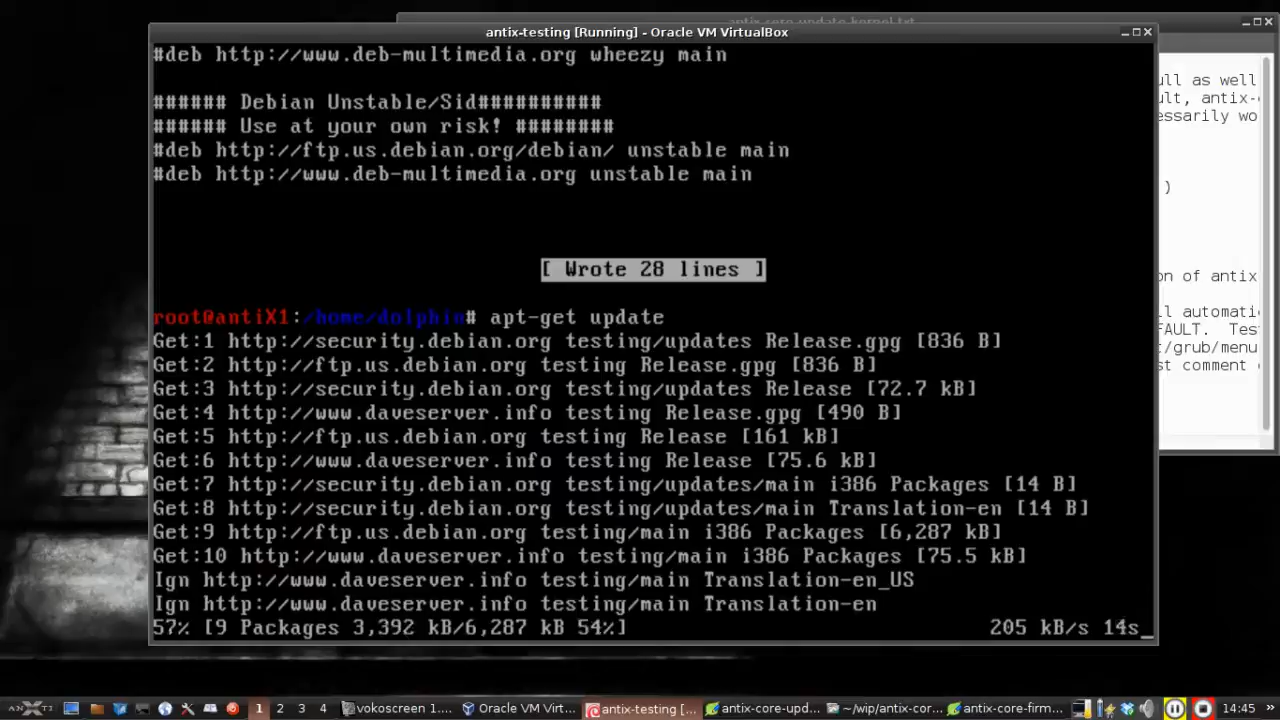 antix-core-update-kernel.txt
antix-testing [Running] - Oracle VM VirtualBox
#deb http://www.deb-multimedia.org wheezy main
###### Debian Unstable/Sid##########
###### Use at your own risk! ########
#deb http://ftp.us.debian.org/debian/ unstable main
#deb http://www.deb-multimedia.org unstable main
[ Wrote 28 lines ]
root@antiX1:/home/dolphin# apt-get update
Get:1 http://security.debian.org testing/updates Release.gpg [836 B]
Get:2 http://ftp.us.debian.org testing Release.gpg [836 B]
Get:3 http://security.debian.org testing/updates Release [72.7 kB]
Get:4 http://www.daveserver.info testing Release.gpg [490 B]
Get:5 http://ftp.us.debian.org testing Release [161 kB]
Get:6 http://www.daveserver.info testing Release [75.6 kB]
Get:7 http://security.debian.org testing/updates/main i386 Packages [14 B]
Get:8 http://security.debian.org testing/updates/main Translation-en [14 B]
Get:9 http://ftp.us.debian.org testing/main i386 Packages [6,287 kB]
Get:10 http://www.daveserver.info testing/main i386 Packages [75.5 kB]
Ign http://www.daveserver.info testing/main Translation-en_US
Ign http://www.daveserver.info testing/main Translation-en
57% [9 Packages 3,392 kB/6,287 kB 54%] 205 kB/s 14s_
ull as well
ult, antix-
essarily wo
)
on of antix
ll automati
FAULT. Tes
t/grub/menu
st comment
antiX 1 2 3 4 vokoscreen 1.... Oracle VM Virt... antix-testing [... antix-core-upd... ~/wip/antix-cor... antix-core-firm... 14:45 »